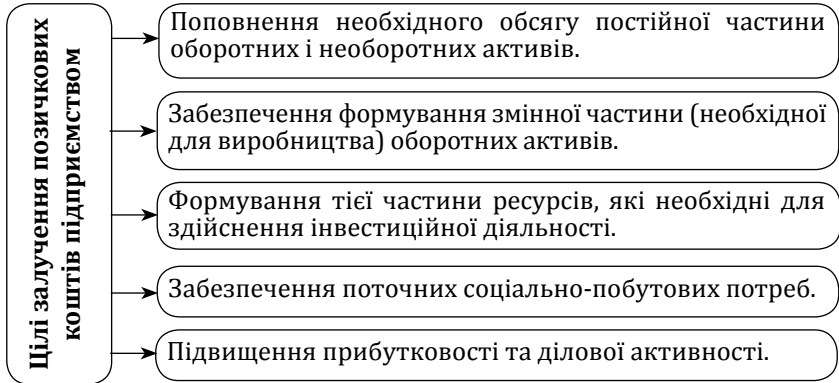 Цілі залучення позичкових
коштів підприємством
Поповнення необхідного обсягу постійної частини
оборотних і необоротних активів.
Забезпечення формування змінної частини (необхідної
для виробництва) оборотних активів.
Формування тієї частини ресурсів, які необхідні для
здійснення інвестиційної діяльності.
Забезпечення поточних соціально-побутових потреб.
Підвищення прибутковості та ділової активності.